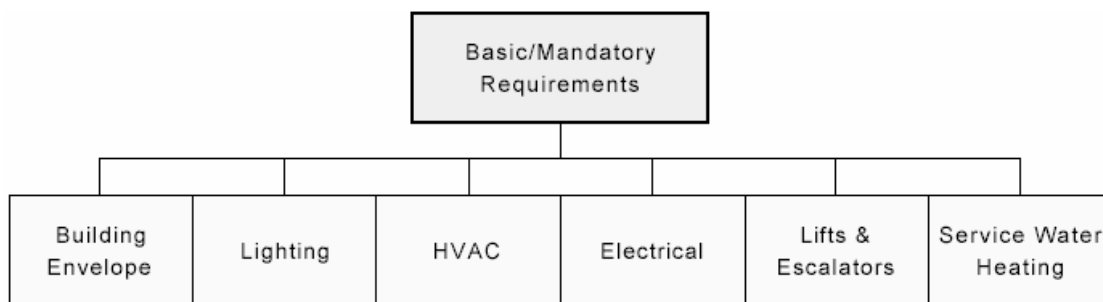 Basic/Mandatory
Requirements
Building
Envelope
Lighting
HVAC
Electrical
Lifts &
Escalators
Service Water
Heating